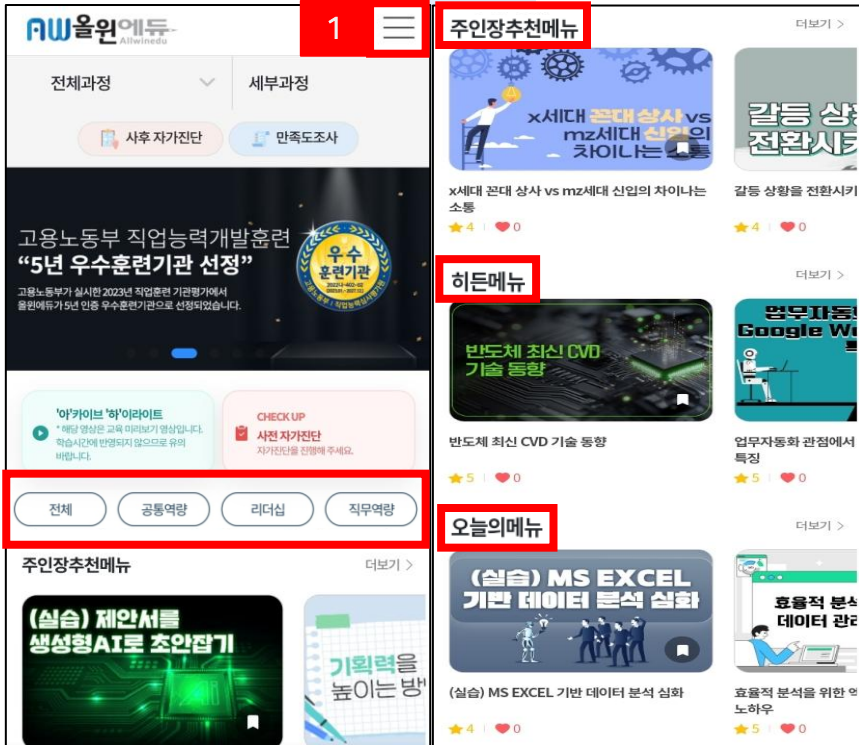 AW올윈에듀
Allwinedu
1
전체과정
세부과정
사후 자가진단
만족도조사
고용노동부 직업능력개발훈련
“5년 우수훈련기관 선정”
고용노동부가 실시한 2023년 직업훈련 기관평가에서
올윈에듀가 5년 인증 우수훈련기관으로 선정되었습니다.
우수
훈련기관
'아'카이브 '하'이라이트
* 해당 영상은 교육 미리보기 영상입니다.
학습시간에 반영되지 않으므로 유의
바랍니다.
CHECK UP
사전 자가진단
자가진단을 진행해 주세요.
전체
공통역량
리더십
직무역량
주인장추천메뉴
더보기 >
(실습) 제안서를
생성형AI로 초안잡기
기획력을
높이는 방
주인장추천메뉴
더보기 >
x세대 꼰대 상사 vs
mz세대 신입의
차이나는 소통
갈등 상황
전환시키
x세대 꼰대 상사 vs mz세대 신입의 차이나는
소통
갈등 상황을 전환시키
4
0
4
0
히든메뉴
더보기 >
반도체 최신 CVD
기술 동향
업무자동
Google Wo
반도체 최신 CVD 기술 동향
업무자동화 관점에서
특징
5
0
5
0
오늘의메뉴
더보기 >
(실습) MS EXCEL
기반 데이터 분석 심화
효율적 분석
데이터 관리
(실습) MS EXCEL 기반 데이터 분석 심화
효율적 분석을 위한
노하우
4
0
5
0